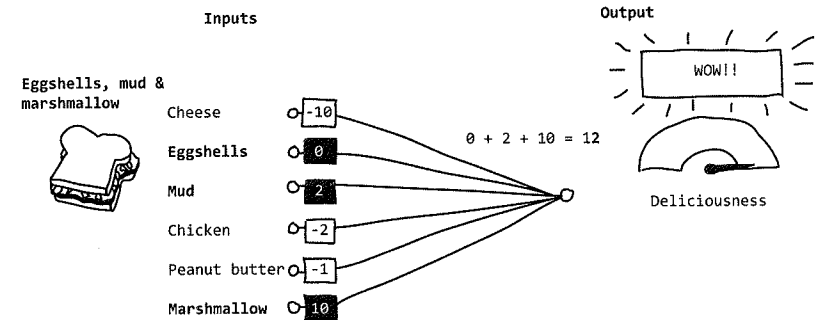 Inputs
Output
WOW!!
Eggshells, mud &
marshmallow
Cheese -10
Eggshells 0
Mud 2
Chicken -2
Peanut butter -1
Marshmallow 10
0 + 2 + 10 = 12
Deliciousness